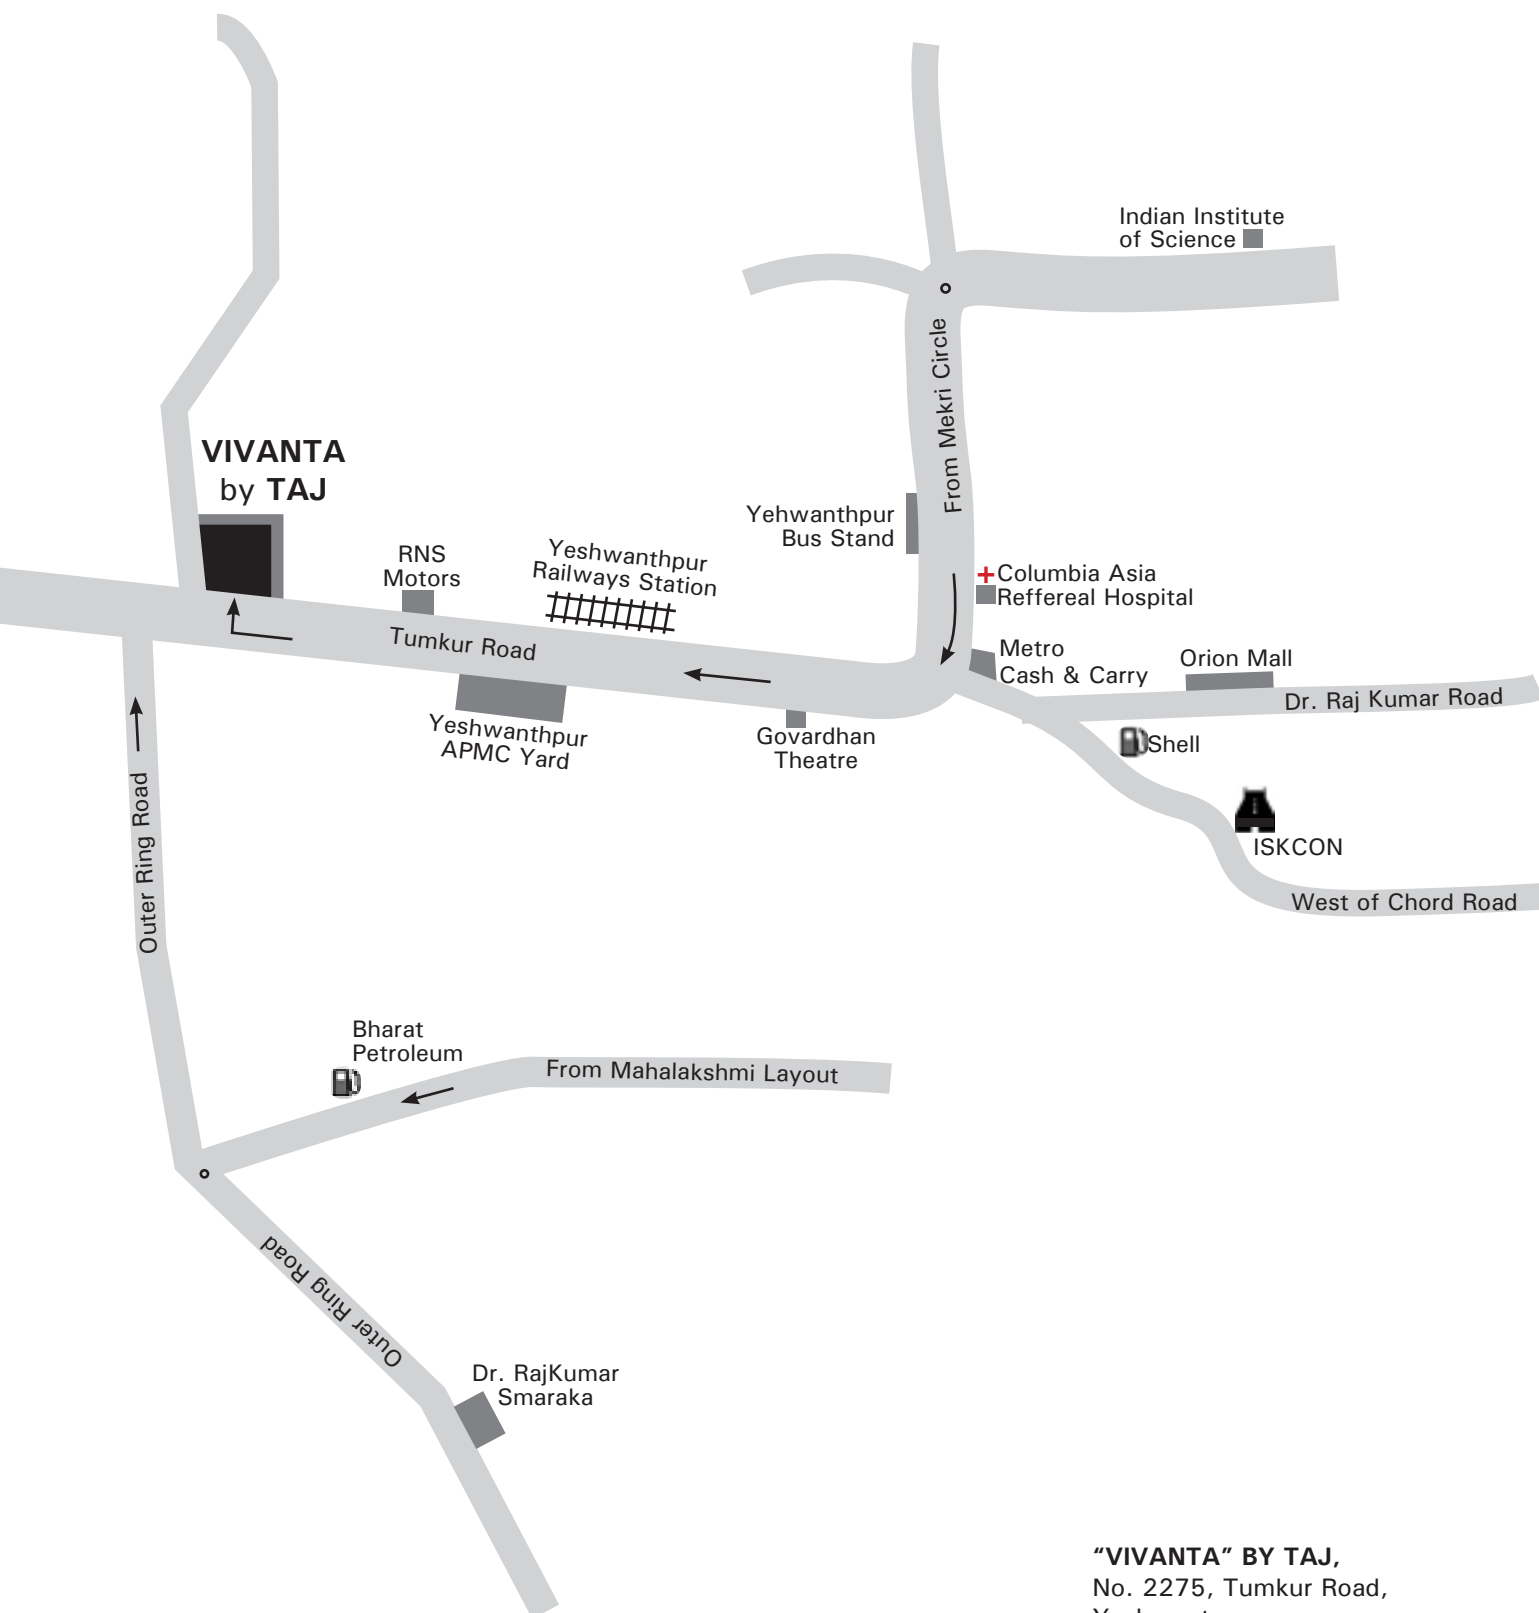 Indian Institute
of Science
From Mekri Circle
VIVANTA
by TAJ
Yehwanthpur
Bus Stand
RNS
Motors
Yeshwanthpur
Railways Station
Columbia Asia
Reffereal Hospital
Tumkur Road
Metro
Cash & Carry
Orion Mall
Dr. Raj Kumar Road
Yeshwanthpur
APMC Yard
Govardhan
Theatre
Shell
Outer Ring Road
ISKCON
West of Chord Road
Bharat
Petroleum
From Mahalakshmi Layout
Outer Ring Road
Dr. RajKumar
Smaraka
“VIVANTA” BY TAJ,
No. 2275, Tumkur Road,